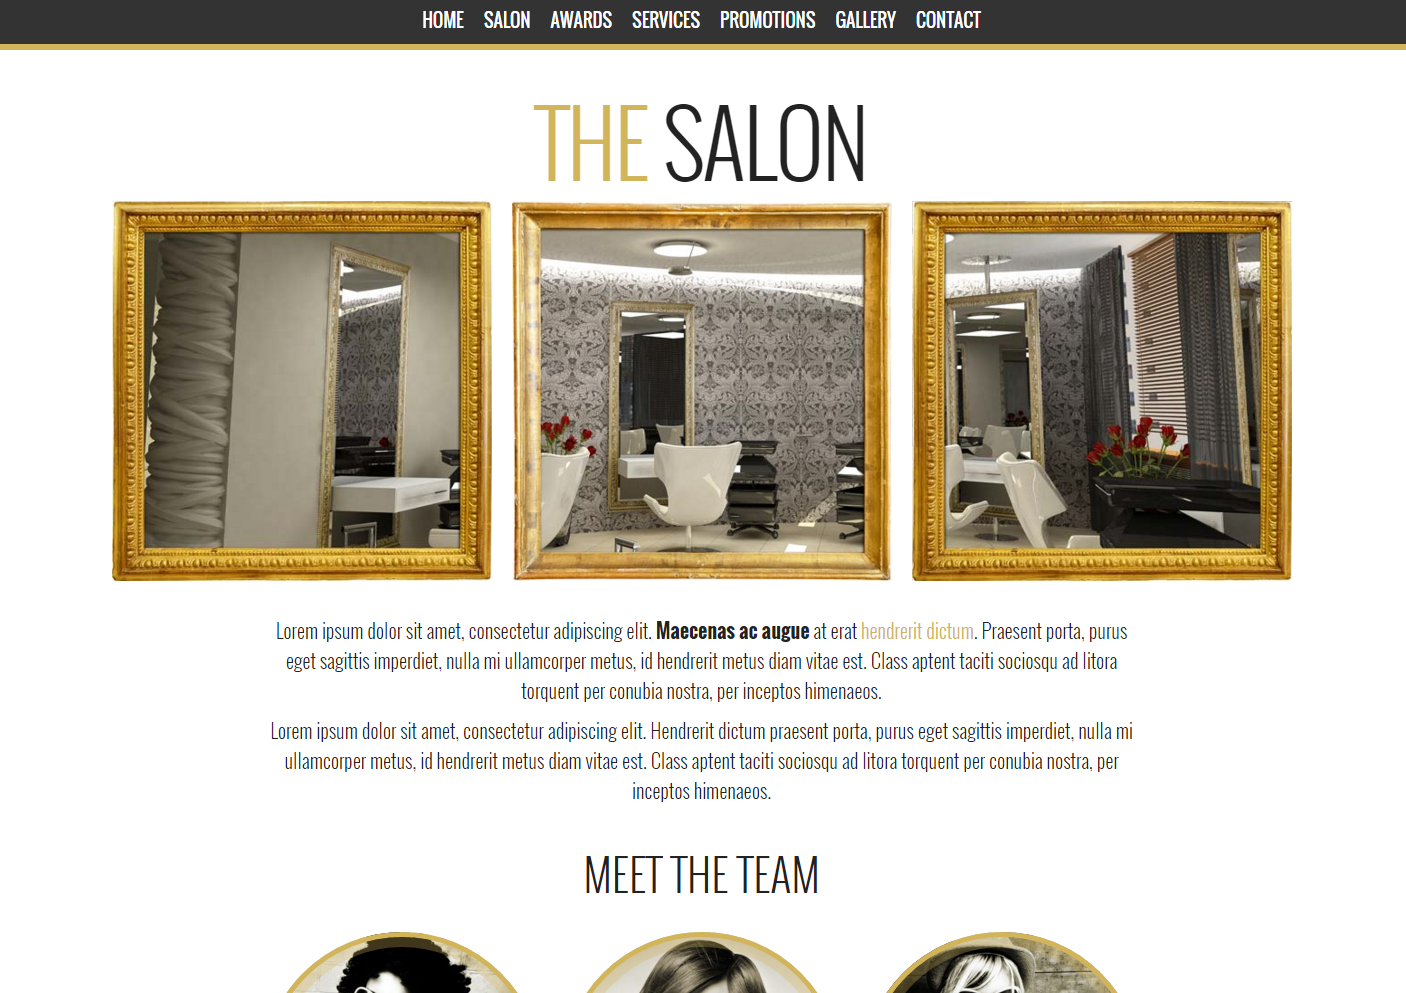 HOME SALON AWARDS SERVICES PROMOTIONS GALLERY CONTACT
THE SALON
Lorem ipsum dolor sit amet, consectetur adipiscing elit. Maecenas ac augue at erat hendrerit dictum. Praesent porta, purus
eget sagittis imperdiet, nulla mi ullamcorper metus, id hendrerit metus diam vitae est. Class aptent taciti sociosqu ad litora
torquent per conubia nostra, per inceptos himenaeos.
Lorem ipsum dolor sit amet, consectetur adipiscing elit. Hendrerit dictum praesent porta, purus eget sagittis imperdiet, nulla mi
ullamcorper metus, id hendrerit metus diam vitae est. Class aptent taciti sociosqu ad litora torquent per conubia nostra, per
inceptos himenaeos.
MEET THE TEAM